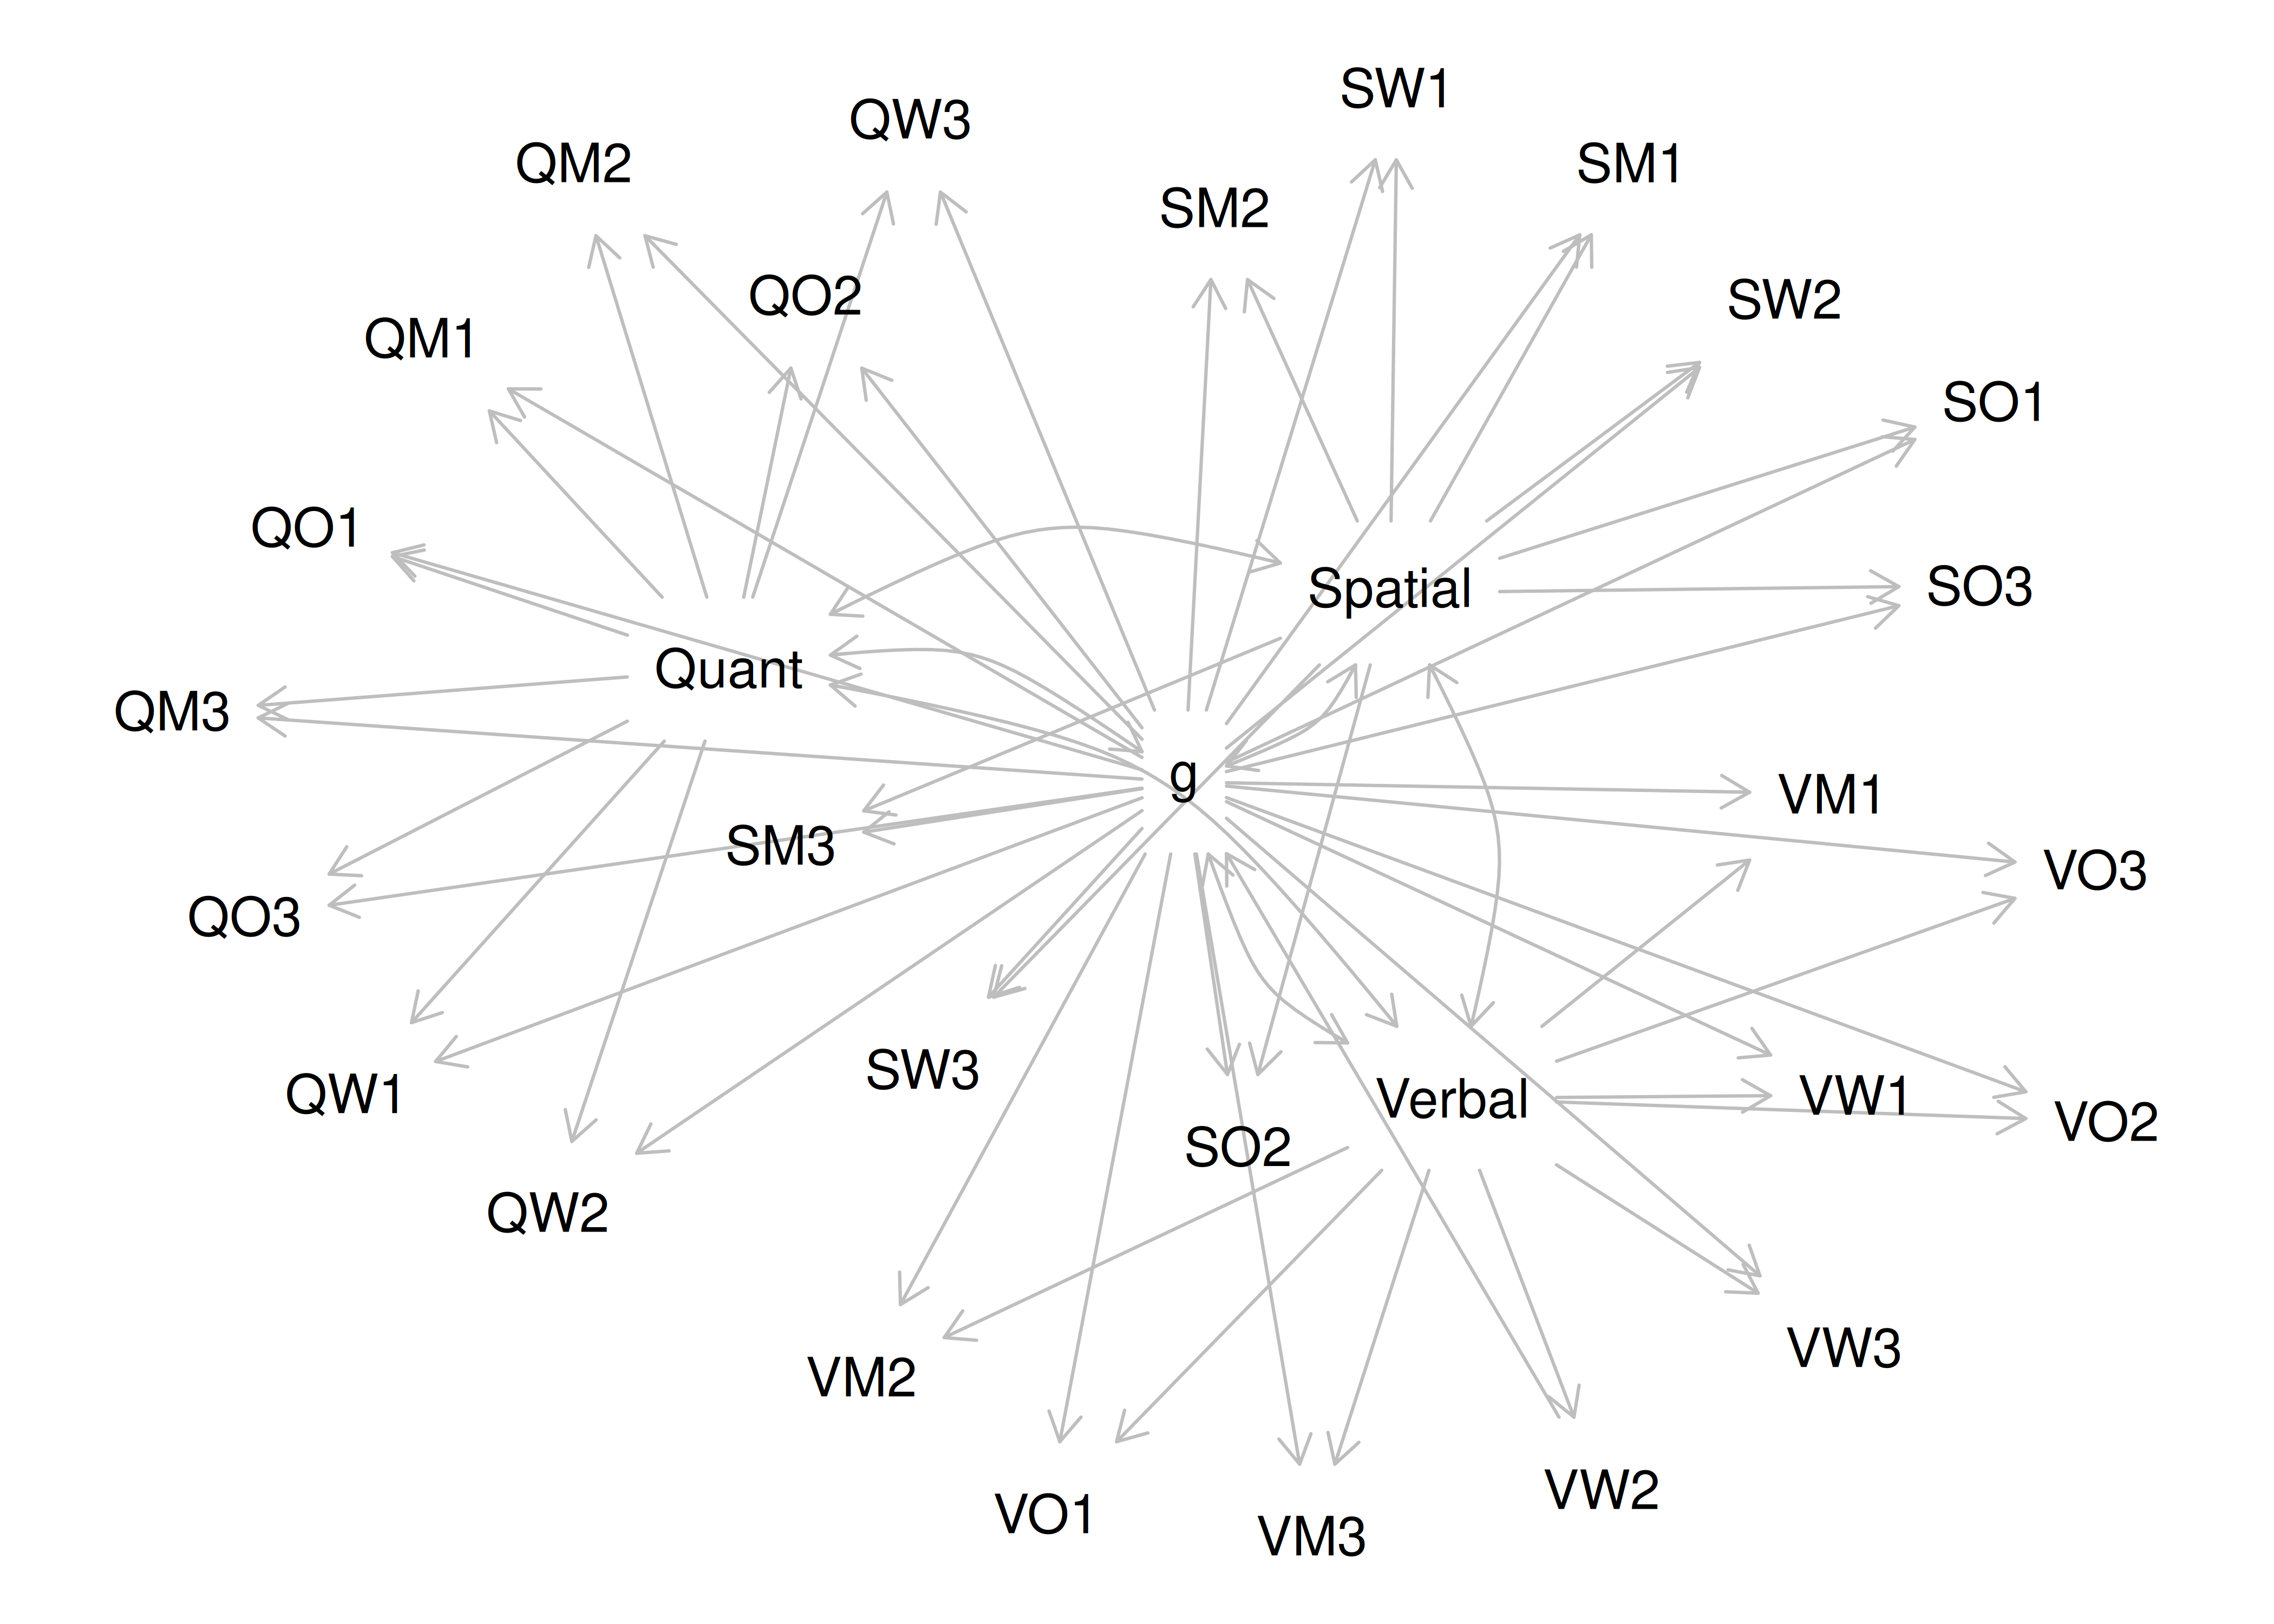 SW1
QW3
QM2
SM1
SM2
QO2
SW2
QM1
SO1
QO1
Spatial
SO3
Quant
QM3
g
VM1
SM3
VO3
QO3
SW3
QW1
Verbal
VW1
VO2
SO2
QW2
VW3
VM2
VW2
VO1
VM3